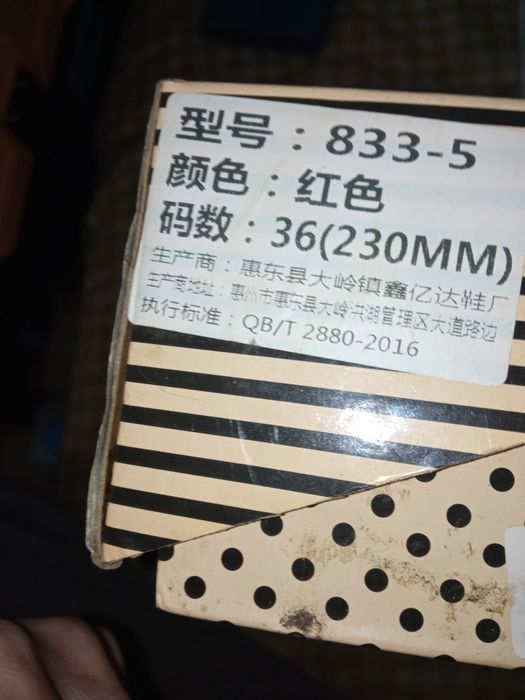 型号：833-5
颜色：红色
码数：36(230MM)
生产商：惠东县大岭镇鑫亿达鞋厂
生产商地址：惠州市惠东县大岭洪湖管理区大道路边
执行标准：QB/T 2880-2016